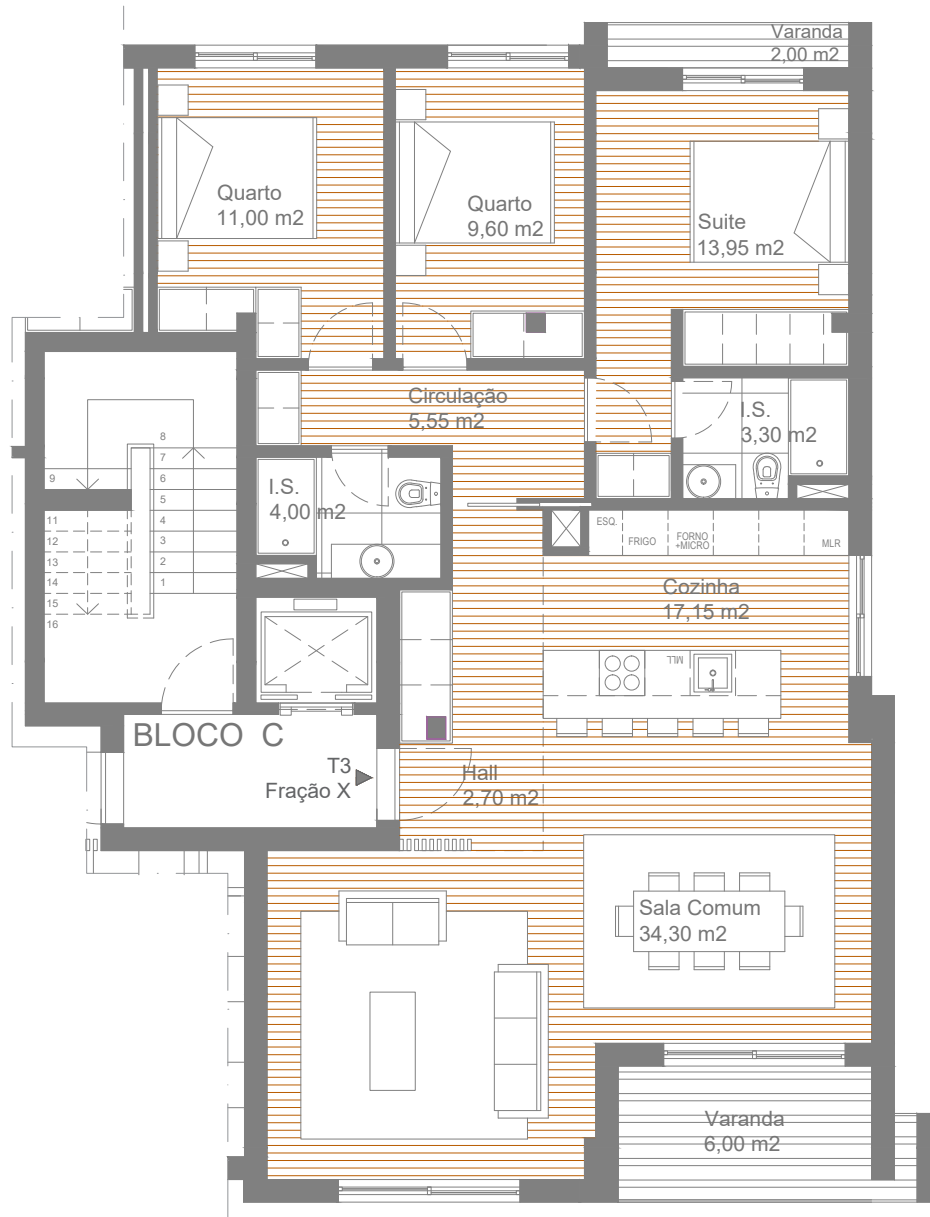 Varanda
2,00 m2
Quarto
11,00 m2
Quarto
9,60 m2
Suite
13,95 m2
Circulação
5,55 m2
I.S.
3,30 m2
I.S.
4,00 m2
8
7
9
6
5
11
4
12
3
13
2
14
1
15
16
ESQ.
FRIGO
FORNO
+MICRO
MLR
Cozinha
17,15 m2
MLL
BLOCO C
T3
Fração X
Hall
2,70 m2
Sala Comum
34,30 m2
Varanda
6,00 m2